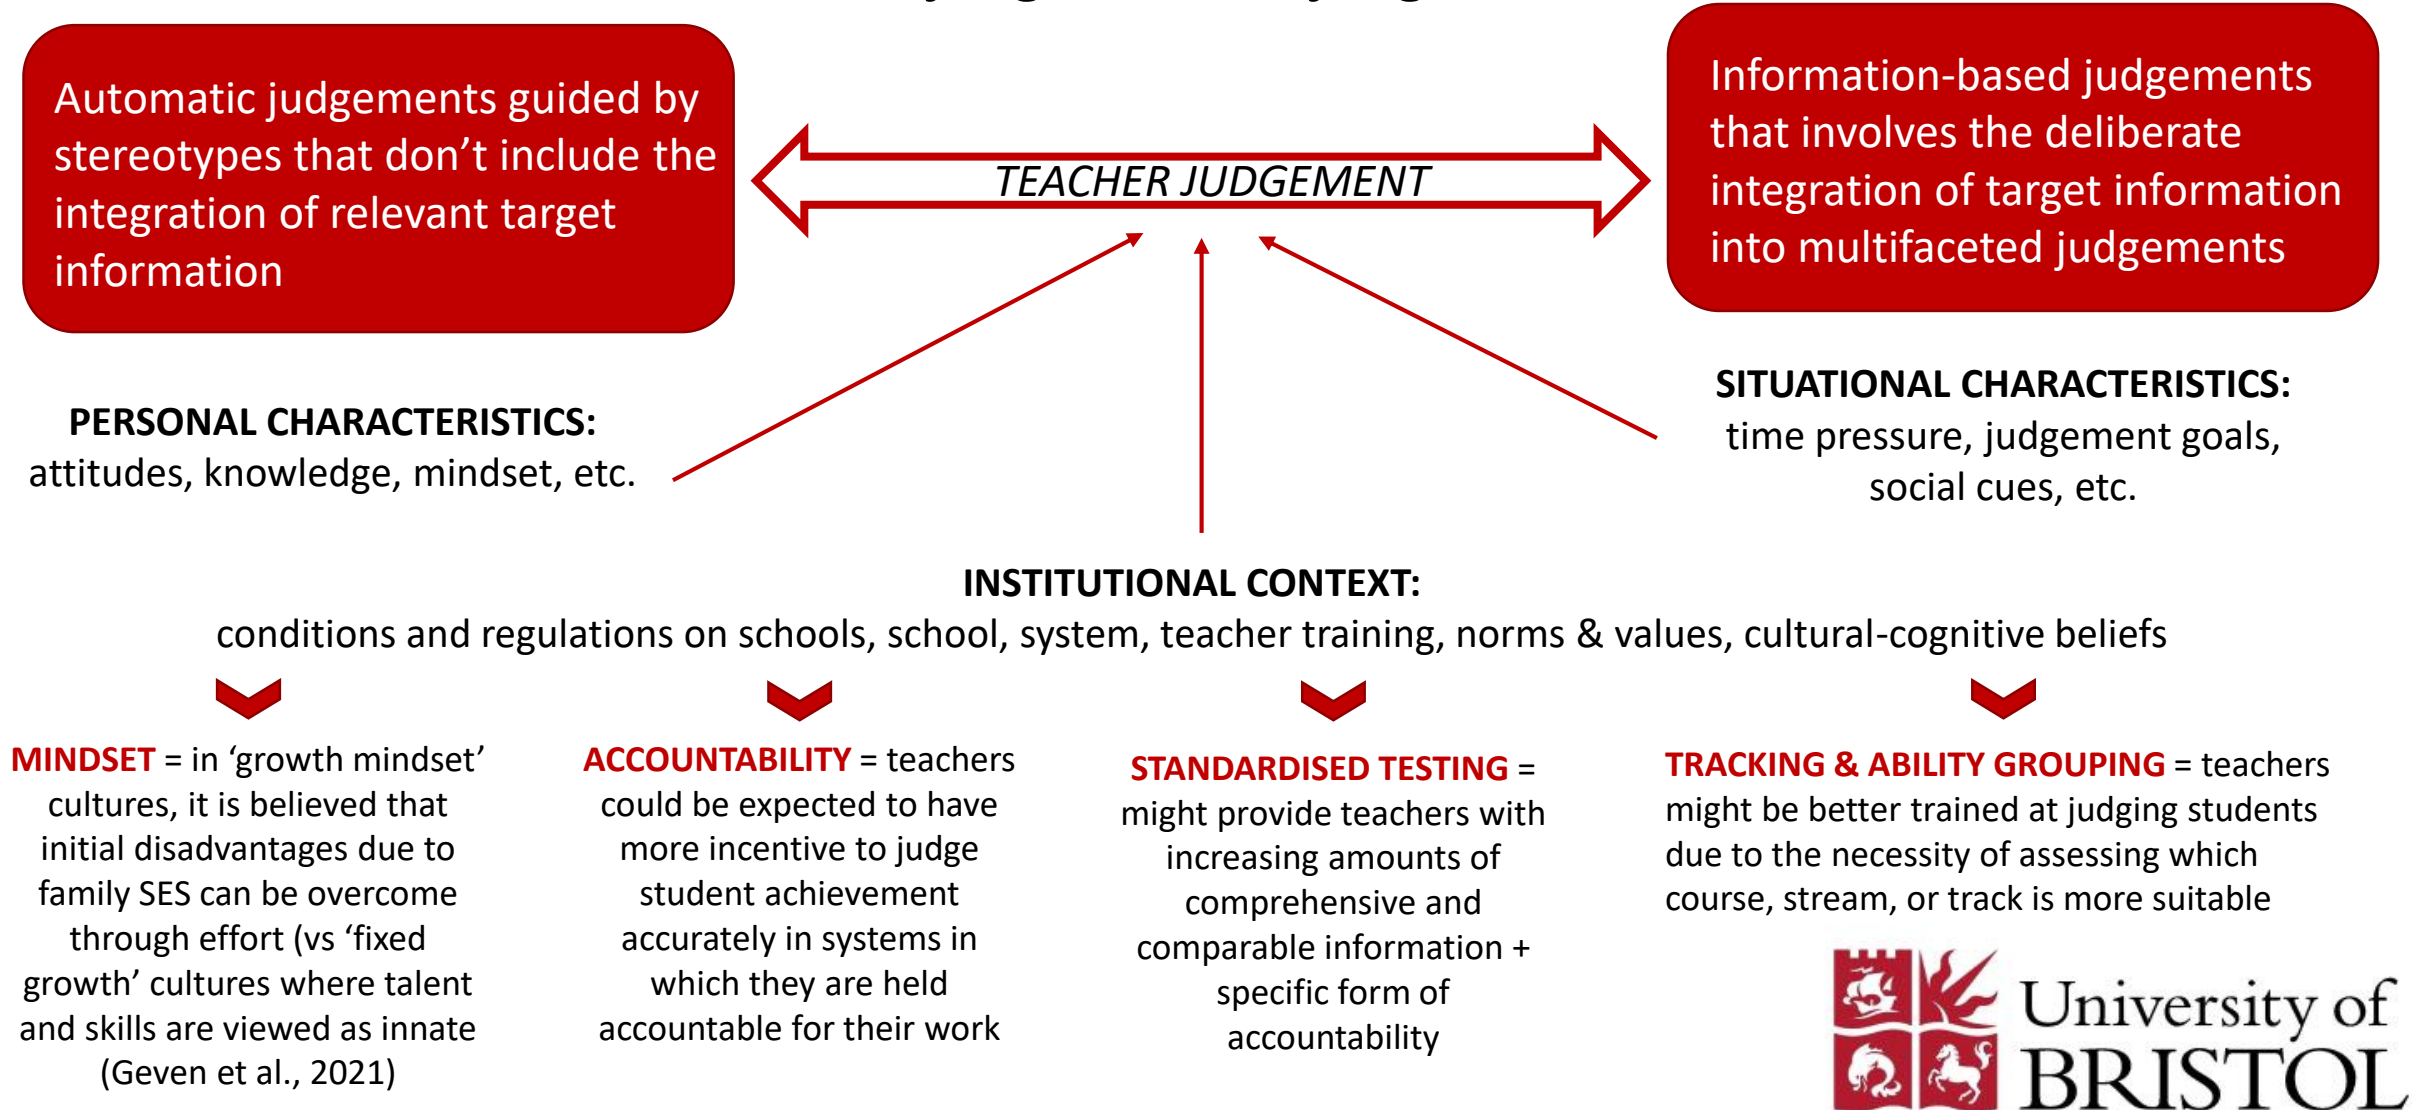 Automatic judgements guided by
stereotypes that don’t include the
integration of relevant target
information
TEACHER JUDGEMENT
Information-based judgements
that involves the deliberate
integration of target information
into multifaceted judgements
PERSONAL CHARACTERISTICS:
attitudes, knowledge, mindset, etc.
SITUATIONAL CHARACTERISTICS:
time pressure, judgement goals,
social cues, etc.
INSTITUTIONAL CONTEXT:
conditions and regulations on schools, school, system, teacher training, norms & values, cultural-cognitive beliefs
MINDSET = in ‘growth mindset’
cultures, it is believed that
initial disadvantages due to
family SES can be overcome
through effort (vs ‘fixed
growth’ cultures where talent
and skills are viewed as innate
(Geven et al., 2021)
ACCOUNTABILITY = teachers
could be expected to have
more incentive to judge
student achievement
accurately in systems in
which they are held
accountable for their work
STANDARDISED TESTING =
might provide teachers with
increasing amounts of
comprehensive and
comparable information +
specific form of
accountability
TRACKING & ABILITY GROUPING = teachers
might be better trained at judging students
due to the necessity of assessing which
course, stream, or track is more suitable
University of
BRISTOL